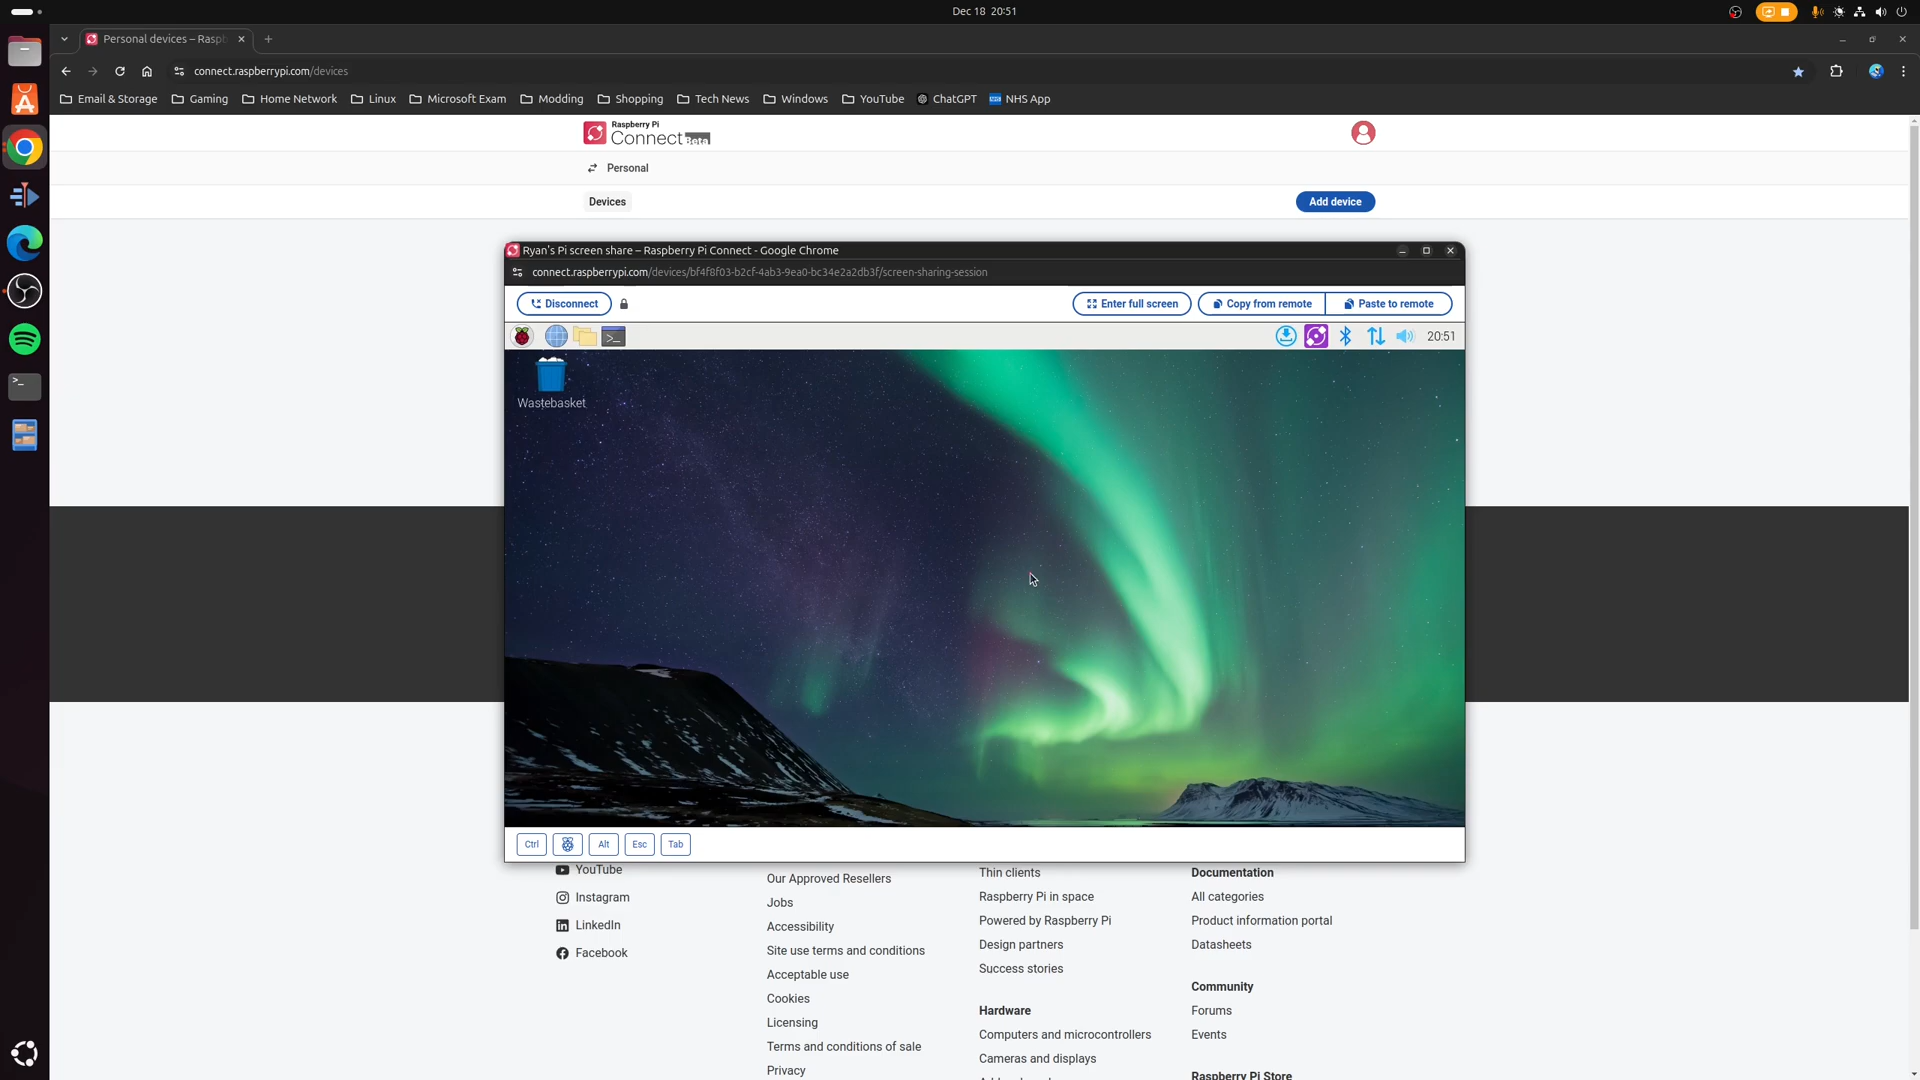 Dec 18 20:51
Personal devices – Raspb
connect.raspberrypi.com/devices
Email & Storage
Gaming
Home Network
Linux
Microsoft Exam
Modding
Shopping
Tech News
Windows
YouTube
ChatGPT
NHS App
Raspberry Pi
Connect Beta
Personal
Devices
Add device
Ryan's Pi screen share – Raspberry Pi Connect - Google Chrome
connect.raspberrypi.com/devices/bf4f8f03-b2cf-4ab3-9ea0-bc34e2a2db3f/screen-sharing-session
Disconnect
Enter full screen
Copy from remote
Paste to remote
20:51
Wastebasket
Ctrl
Alt
Esc
Tab
YouTube
Instagram
LinkedIn
Facebook
Our Approved Resellers
Jobs
Accessibility
Site use terms and conditions
Acceptable use
Cookies
Licensing
Terms and conditions of sale
Privacy
Thin clients
Raspberry Pi in space
Powered by Raspberry Pi
Design partners
Success stories
Hardware
Computers and microcontrollers
Cameras and displays
Documentation
All categories
Product information portal
Datasheets
Community
Forums
Events
Raspberry Pi Store